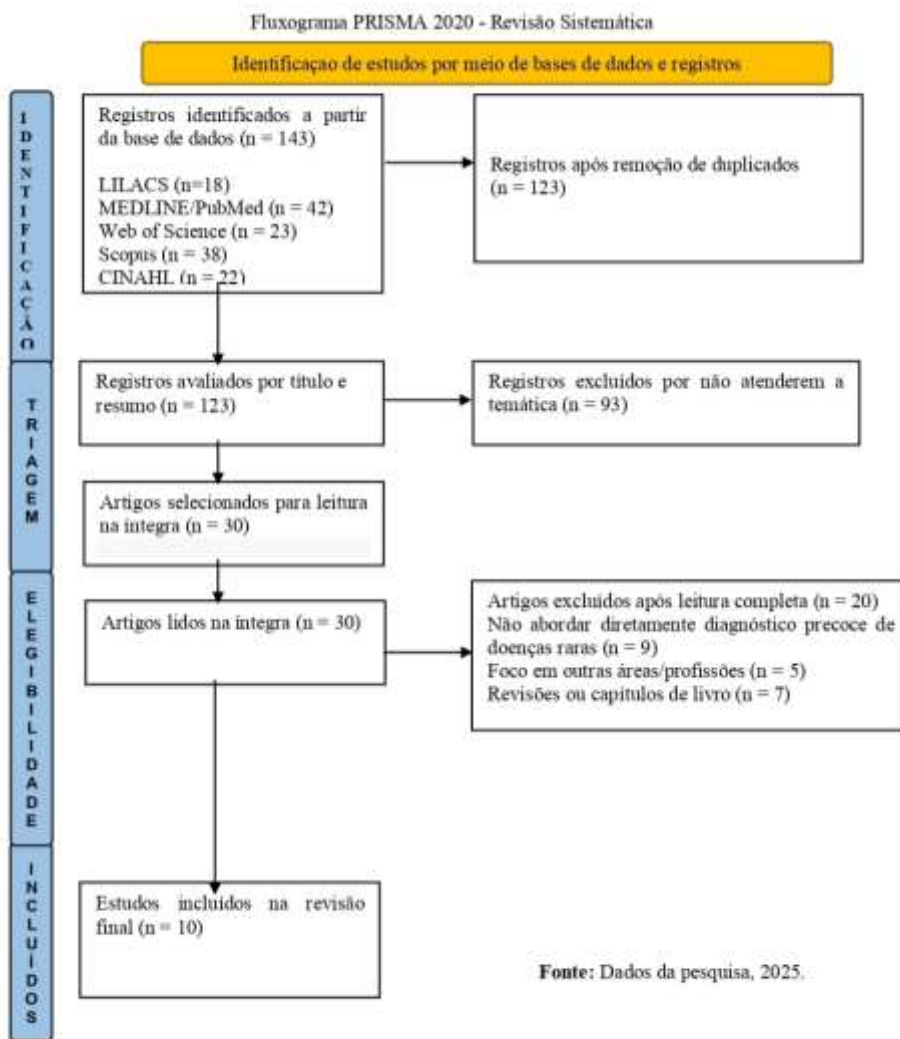 Fluxograma PRISMA 2020 - Revisão Sistemática
Identificaçao de estudos por meio de bases de dados e registros
IDENTIFICAÇÃO
Registros identificados a partir
da base de dados (n = 143)
LILACS (n=18)
MEDLINE/PubMed (n = 42)
Web of Science (n = 23)
Scopus (n = 38)
CINAHL (n = 22)
Registros após remoção de duplicados
(n = 123)
TRIAGEM
Registros avaliados por título e
resumo (n = 123)
Registros excluídos por não atenderem a
temática (n = 93)
Artigos selecionados para leitura
na íntegra (n = 30)
ELEGIBILIDADE
Artigos lidos na íntegra (n = 30)
Artigos excluídos após leitura completa (n = 20)
Não abordar diretamente diagnóstico precoce de
doenças raras (n = 9)
Foco em outras áreas/profissões (n = 5)
Revisões ou capítulos de livro (n = 7)
INCLUÍDOS
Estudos incluídos na revisão
final (n = 10)
Fonte: Dados da pesquisa, 2025.